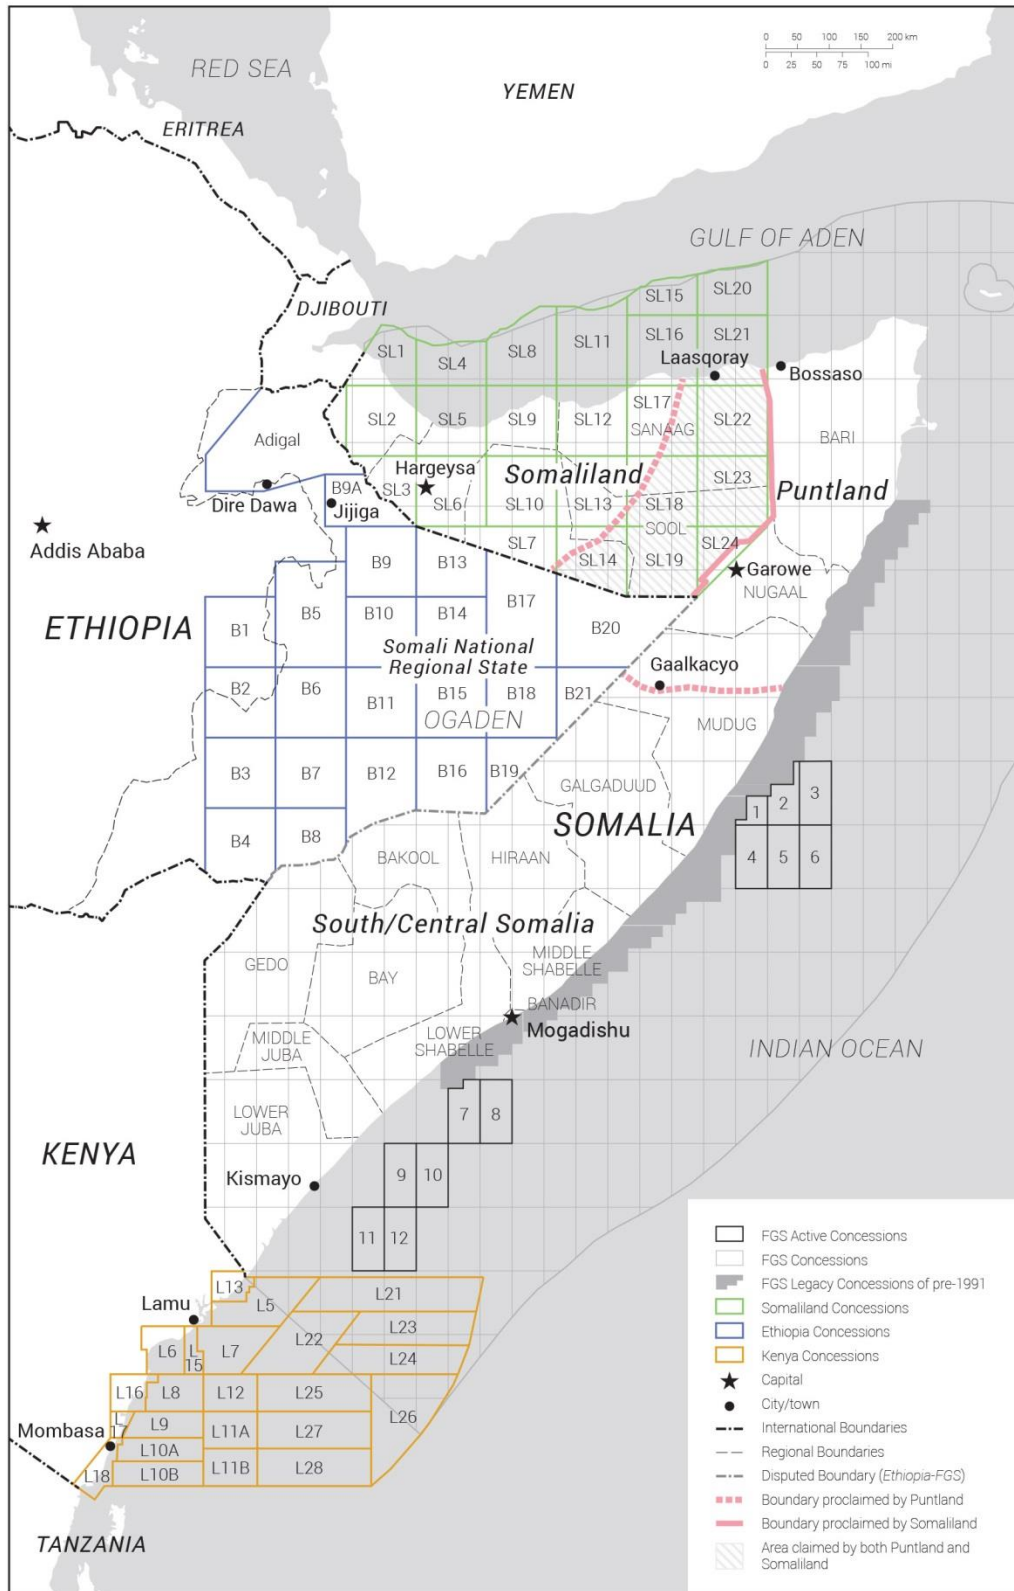 0 50 100 150 200 km
0 25 50 75 100 mi
RED SEA
YEMEN
ERITREA
GULF OF ADEN
DJIBOUTI
SL15
SL20
SL1
SL4
SL8
SL11
SL16
SL21
Laasqoray
Bossaso
SL2
SL5
SL9
SL12
SL17
SANAAG
SL22
BARI
Adigal
Hargeysa
Somaliland
SL23
Puntland
B9A
SL3
Dire Dawa
Jijiga
SL6
SL10
SL13
SL18
SOOL
Addis Ababa
SL7
SL14
SL19
SL24
Garowe
NUGAAL
B9
B13
ETHIOPIA
B1
B5
B10
B14
B17
B20
Somali National
Regional State
Gaalkacyo
B2
B6
B11
B15
B18
B21
OGADEN
MUDUG
B3
B7
B12
B16
B19
GALGADUUD
1
2
3
SOMALIA
B4
B8
BAKOOL
HIRAAN
4
5
6
South/Central Somalia
GEDO
BAY
MIDDLE
SHABELLE
BANADIR
Mogadishu
MIDDLE
JUBA
LOWER
SHABELLE
INDIAN OCEAN
LOWER
JUBA
7
8
KENYA
Kismayo
9
10
11
12
L13
L5
L21
Lamu
L22
L23
L6
L
15
L7
L24
L16
L8
L12
L25
L26
L
17
L9
L11A
L27
Mombasa
L10A
L18
L10B
L11B
L28
TANZANIA
FGS Active Concessions
FGS Concessions
FGS Legacy Concessions of pre-1991
Somaliland Concessions
Ethiopia Concessions
Kenya Concessions
Capital
City/town
International Boundaries
Regional Boundaries
Disputed Boundary (Ethiopia-FGS)
Boundary proclaimed by Puntland
Boundary proclaimed by Somaliland
Area claimed by both Puntland and
Somaliland